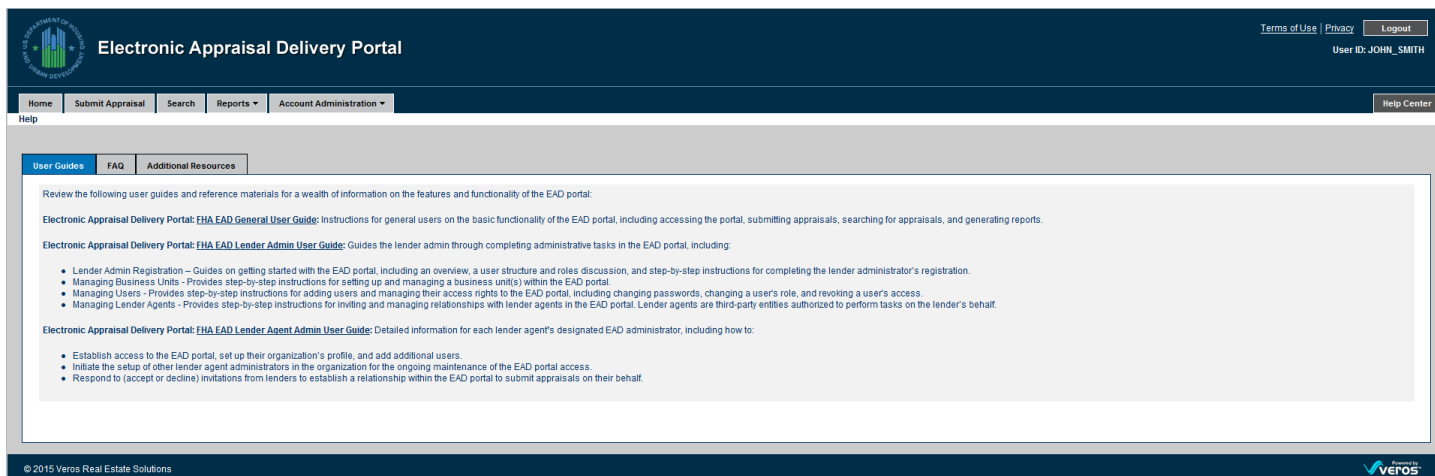 U.S. DEPARTMENT OF HOUSING AND URBAN DEVELOPMENT
Electronic Appraisal Delivery Portal
Terms of Use | Privacy Logout
User ID: JOHN_SMITH
Home Submit Appraisal Search Reports Account Administration Help Center
Help
User Guides FAQ Additional Resources
Review the following user guides and reference materials for a wealth of information on the features and functionality of the EAD portal:
Electronic Appraisal Delivery Portal: FHA EAD General User Guide: Instructions for general users on the basic functionality of the EAD portal, including accessing the portal, submitting appraisals, searching for appraisals, and generating reports.
Electronic Appraisal Delivery Portal: FHA EAD Lender Admin User Guide: Guides the lender admin through completing administrative tasks in the EAD portal, including:
• Lender Admin Registration – Guides on getting started with the EAD portal, including an overview, a user structure and roles discussion, and step-by-step instructions for completing the lender administrator's registration.
• Managing Business Units - Provides step-by-step instructions for setting up and managing a business unit(s) within the EAD portal.
• Managing Users - Provides step-by-step instructions for adding users and managing their access rights to the EAD portal, including changing passwords, changing a user's role, and revoking a user's access.
• Managing Lender Agents - Provides step-by-step instructions for inviting and managing relationships with lender agents in the EAD portal. Lender agents are third-party entities authorized to perform tasks on the lender's behalf.
Electronic Appraisal Delivery Portal: FHA EAD Lender Agent Admin User Guide: Detailed information for each lender agent's designated EAD administrator, including how to:
• Establish access to the EAD portal, set up their organization's profile, and add additional users.
• Initiate the setup of other lender agent administrators in the organization for the ongoing maintenance of the EAD portal access.
• Respond to (accept or decline) invitations from lenders to establish a relationship within the EAD portal to submit appraisals on their behalf.
© 2015 Veros Real Estate Solutions
Powered by
veros